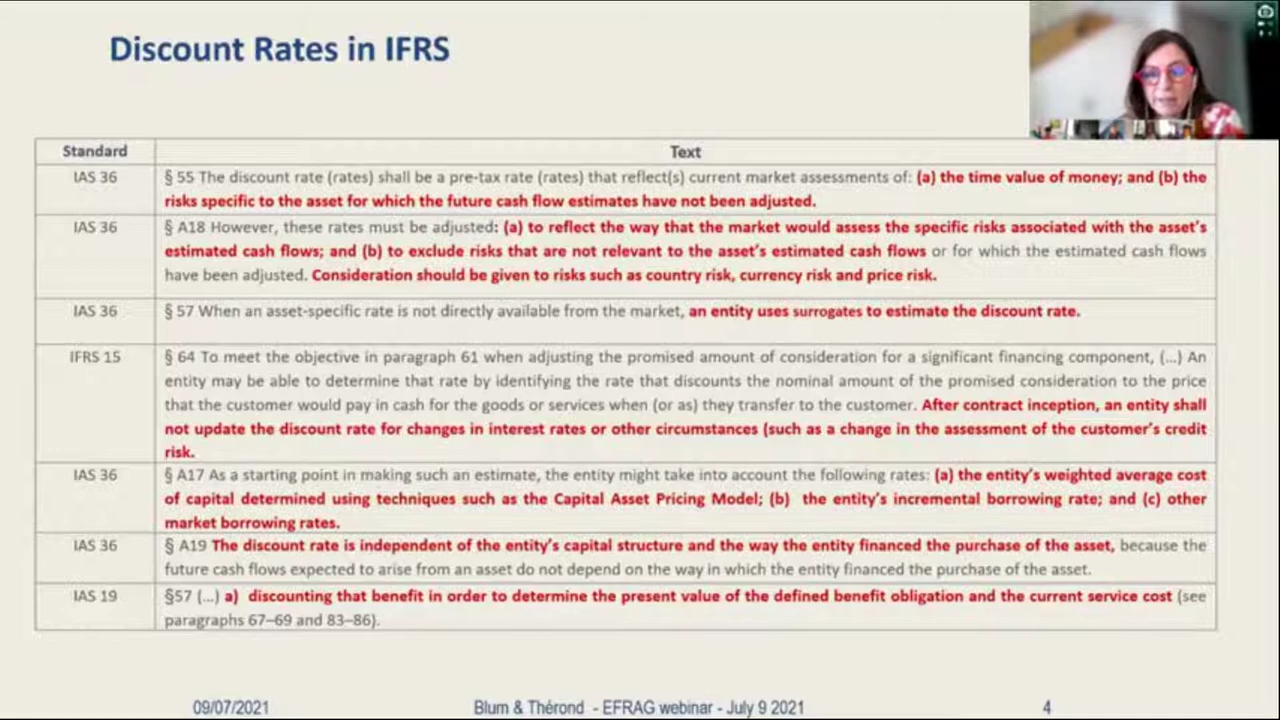 Discount Rates in IFRS
Standard
Text
IAS 36
§ 55 The discount rate (rates) shall be a pre-tax rate (rates) that reflect(s) current market assessments of: (a) the time value of money; and (b) the
risks specific to the asset for which the future cash flow estimates have not been adjusted.
IAS 36
§ A18 However, these rates must be adjusted: (a) to reflect the way that the market would assess the specific risks associated with the asset's
estimated cash flows; and (b) to exclude risks that are not relevant to the asset's estimated cash flows or for which the estimated cash flows
have been adjusted. Consideration should be given to risks such as country risk, currency risk and price risk.
IAS 36
§ 57 When an asset-specific rate is not directly available from the market, an entity uses surrogates to estimate the discount rate.
IFRS 15
§ 64 To meet the objective in paragraph 61 when adjusting the promised amount of consideration for a significant financing component, (...) An
entity may be able to determine that rate by identifying the rate that discounts the nominal amount of the promised consideration to the price
that the customer would pay in cash for the goods or services when (or as) they transfer to the customer. After contract inception, an entity shall
not update the discount rate for changes in interest rates or other circumstances (such as a change in the assessment of the customer's credit
risk.
IAS 36
§ A17 As a starting point in making such an estimate, the entity might take into account the following rates: (a) the entity's weighted average cost
of capital determined using techniques such as the Capital Asset Pricing Model; (b) the entity's incremental borrowing rate; and (c) other
market borrowing rates.
IAS 36
§ A19 The discount rate is independent of the entity's capital structure and the way the entity financed the purchase of the asset, because the
future cash flows expected to arise from an asset do not depend on the way in which the entity financed the purchase of the asset.
IAS 19
§57 (...) a) discounting that benefit in order to determine the present value of the defined benefit obligation and the current service cost (see
paragraphs 67–69 and 83–86).
09/07/2021
Blum & Thérond - EFRAG webinar - July 9 2021
4